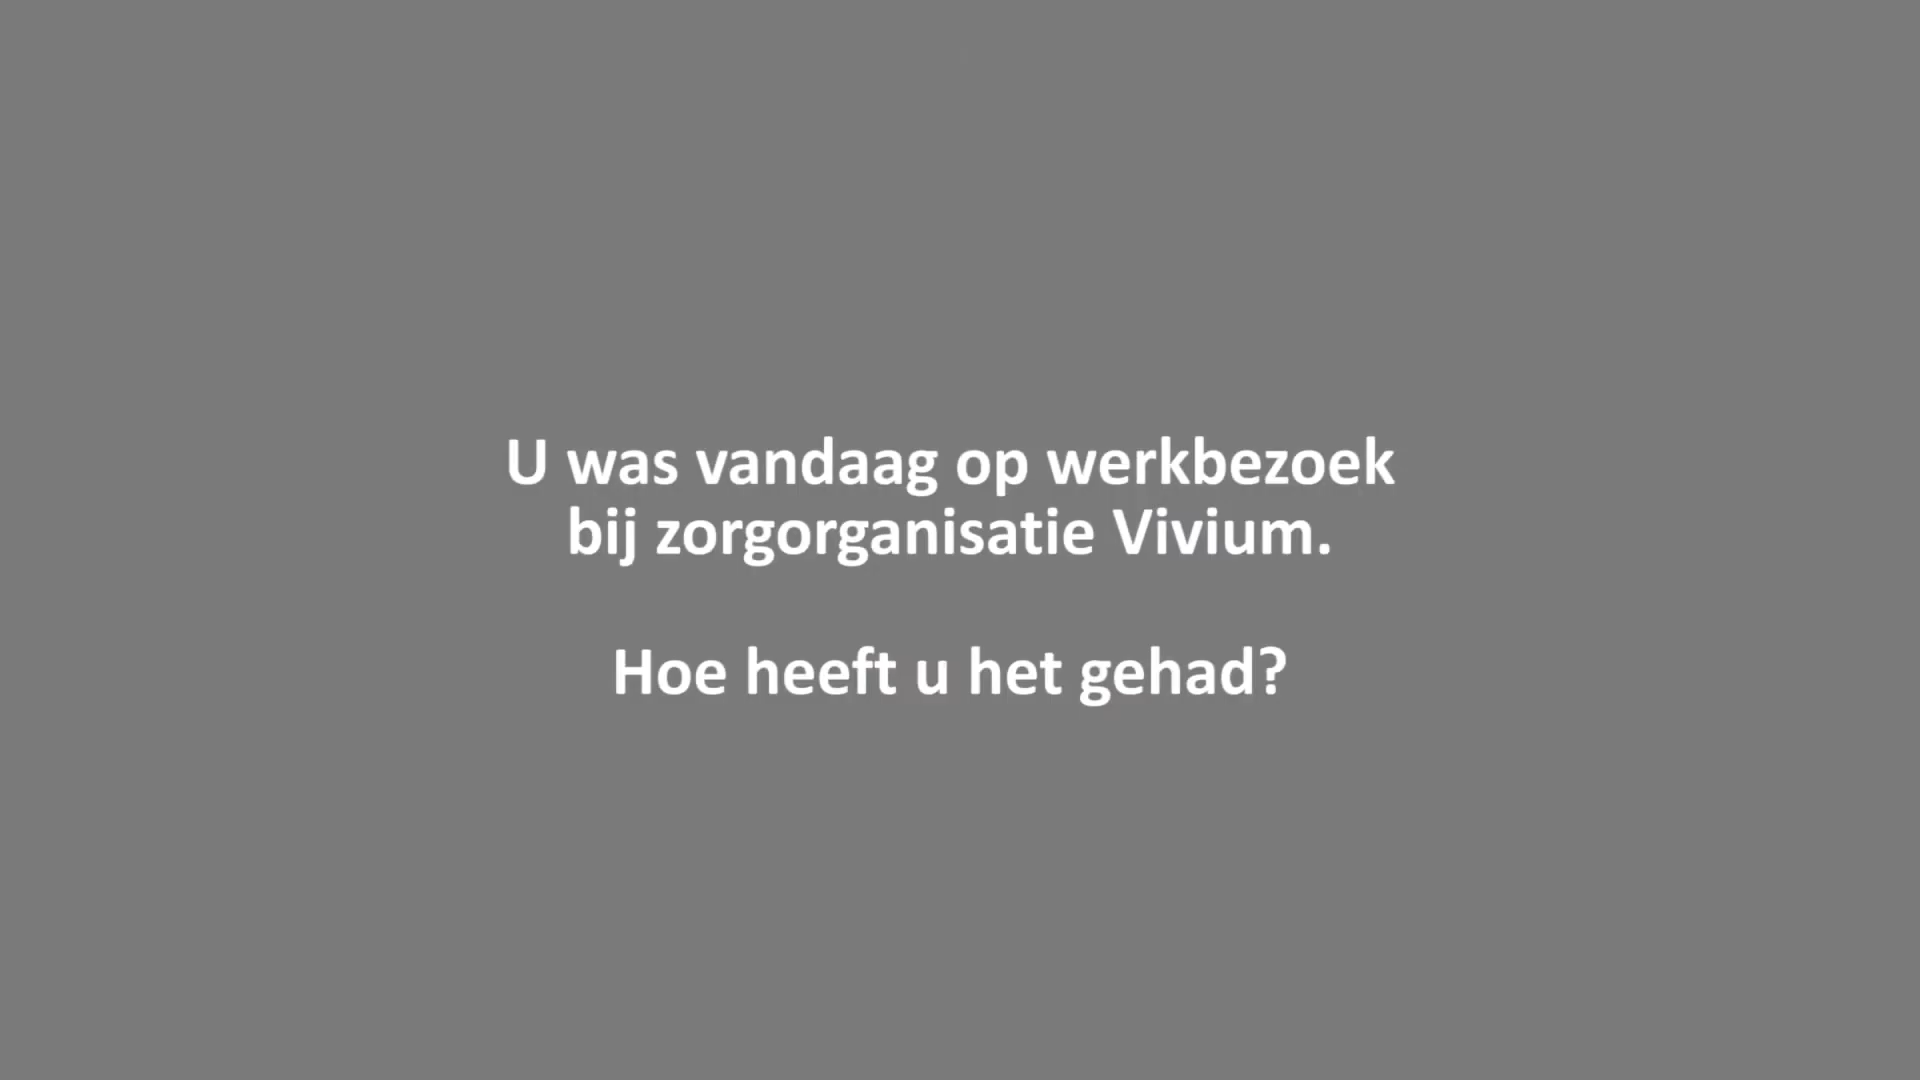 U was vandaag op werkbezoek
bij zorgorganisatie Vivium.
Hoe heeft u het gehad?